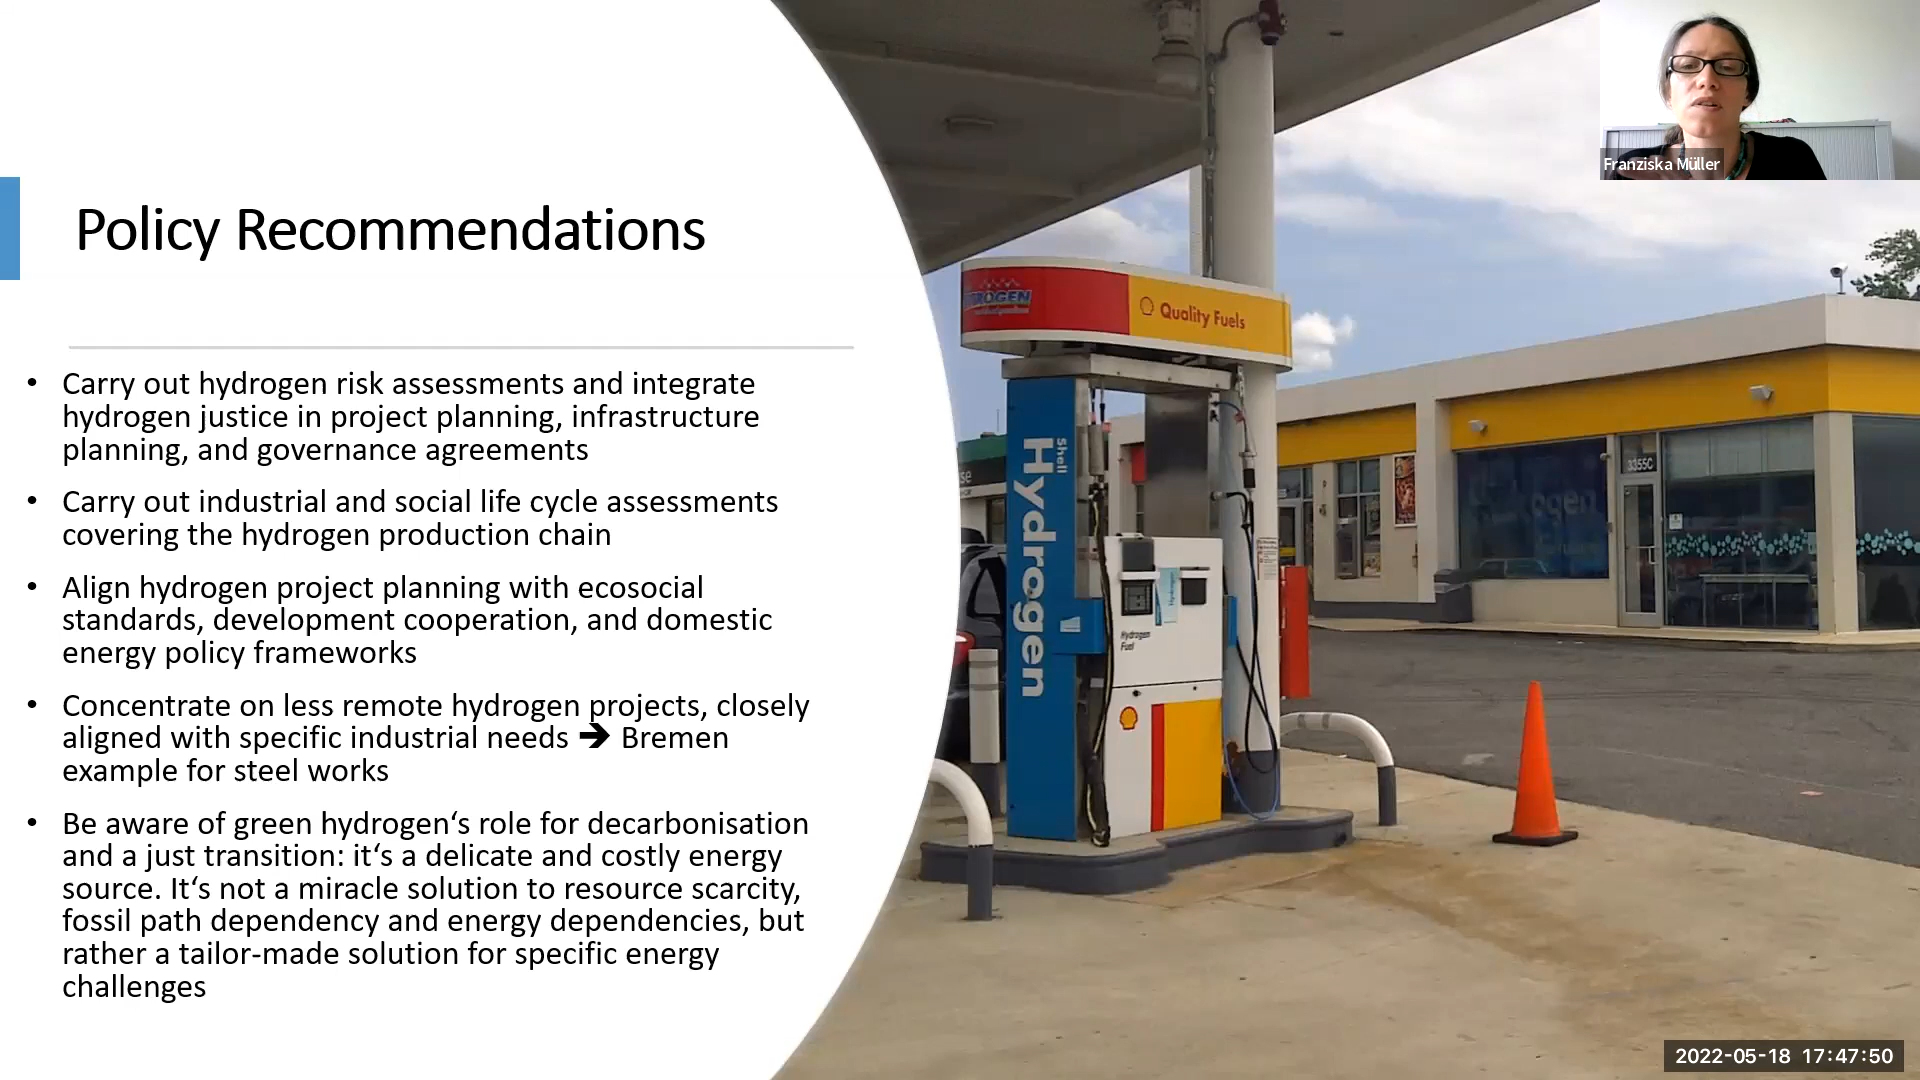 Policy Recommendations
• Carry out hydrogen risk assessments and integrate
hydrogen justice in project planning, infrastructure
planning, and governance agreements
• Carry out industrial and social life cycle assessments
covering the hydrogen production chain
• Align hydrogen project planning with ecosocial
standards, development cooperation, and domestic
energy policy frameworks
• Concentrate on less remote hydrogen projects, closely
aligned with specific industrial needs 🡺 Bremen
example for steel works
• Be aware of green hydrogen‘s role for decarbonisation
and a just transition: it‘s a delicate and costly energy
source. It‘s not a miracle solution to resource scarcity,
fossil path dependency and energy dependencies, but
rather a tailor-made solution for specific energy
challenges
Franziska Müller
Quality Fuels
Shell
Hydrogen
Hydrogen
Fuel
3355C
2022-05-18 17:47:50